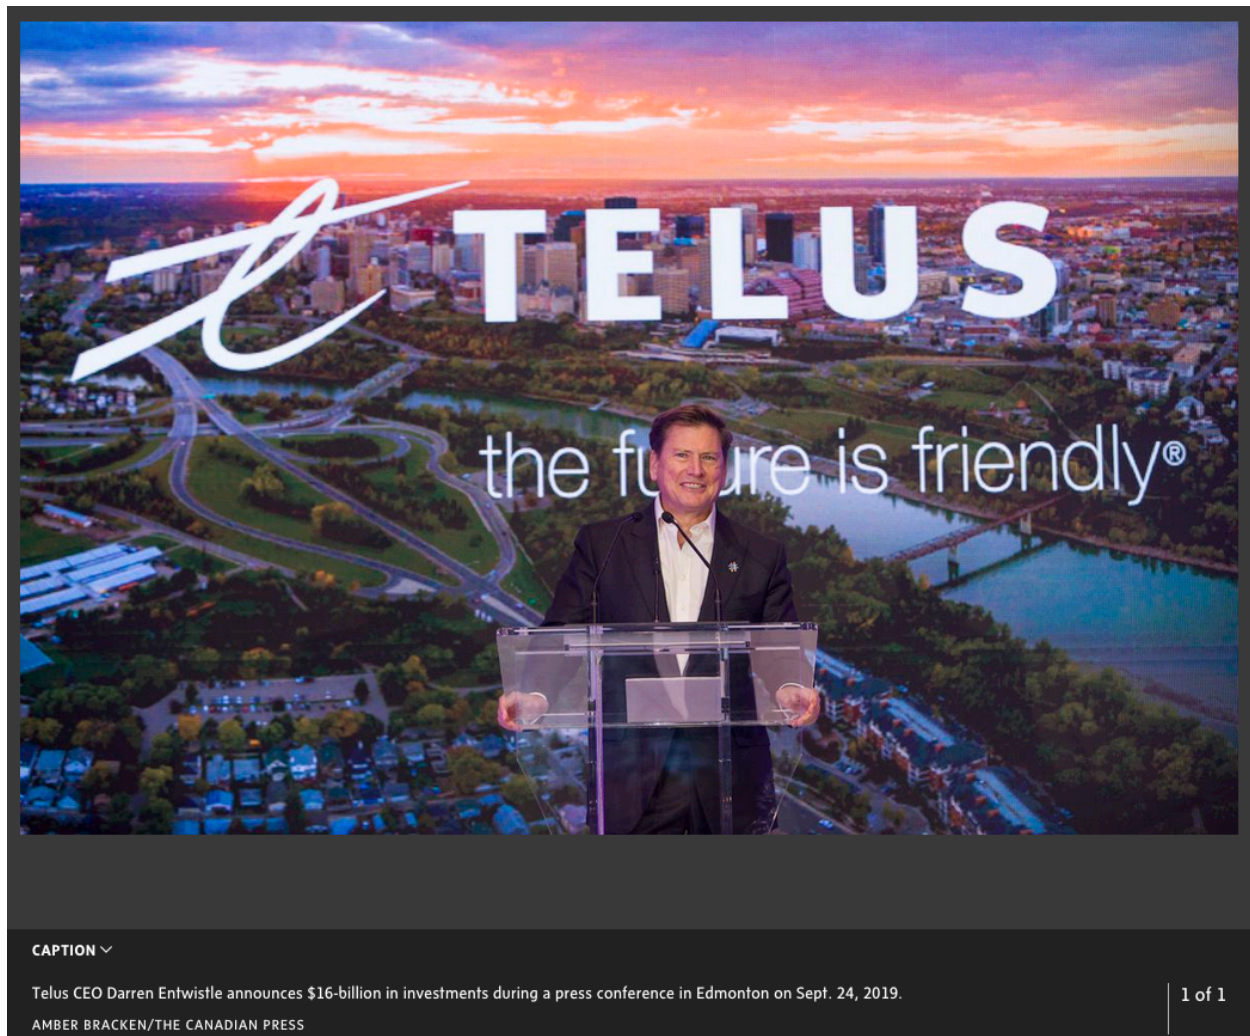 TELUS
the future is friendly®
CAPTION
Telus CEO Darren Entwistle announces $16-billion in investments during a press conference in Edmonton on Sept. 24, 2019.
1 of 1
AMBER BRACKEN/THE CANADIAN PRESS